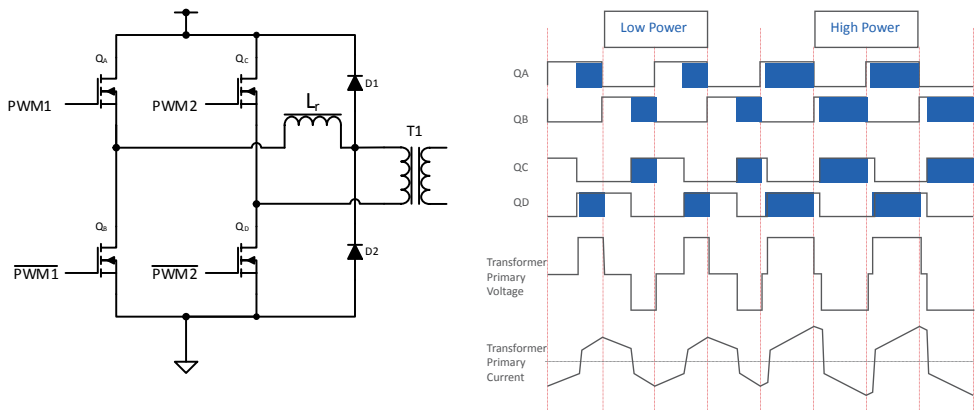 QA
QC
PWM1
PWM2
D1
Lr
T1
QB
QD
PWM1
PWM2
D2
Low Power
High Power
QA
QB
QC
QD
Transformer
Primary
Voltage
Transformer
Primary
Current